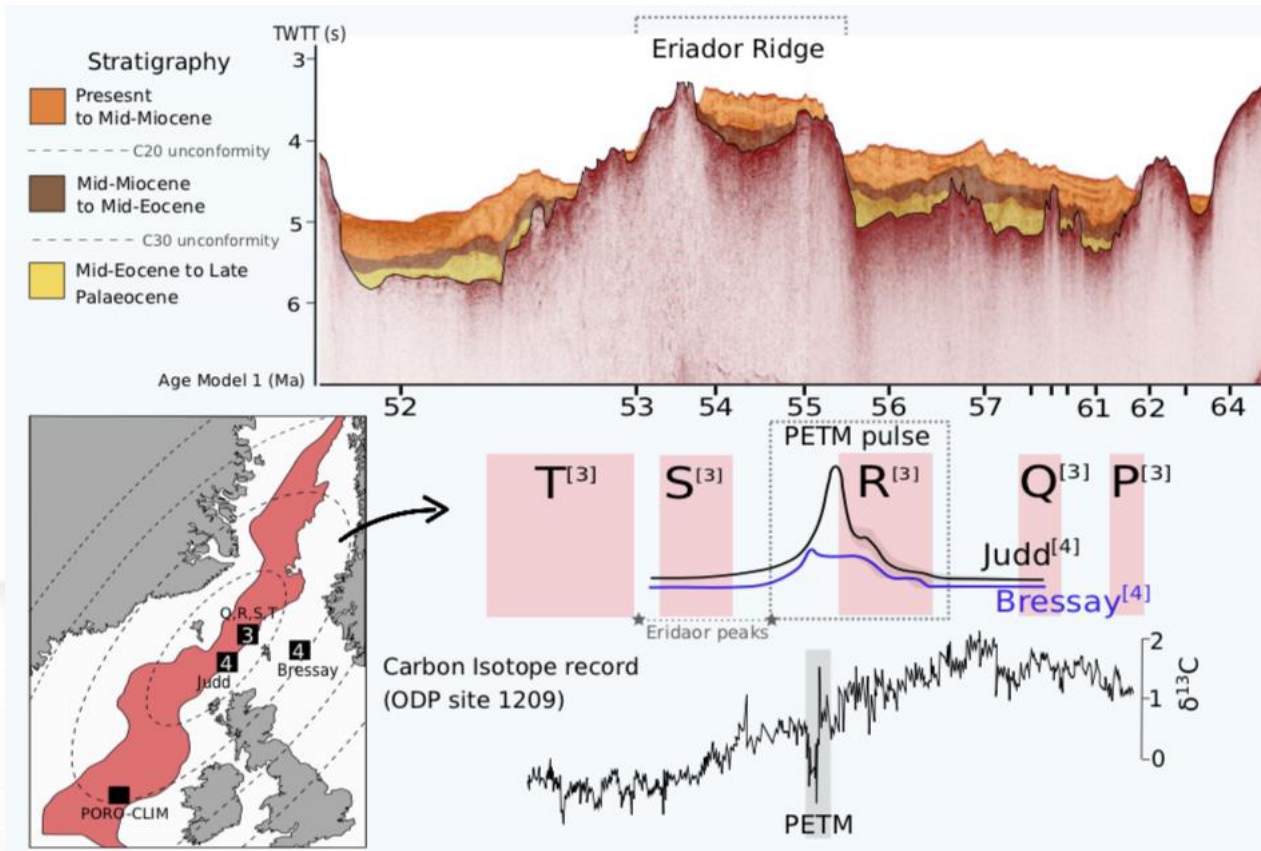 TWTT (s)
Eriador Ridge
Stratigraphy
Presesnt
to Mid-Miocene
C20 unconformity
Mid-Miocene
to Mid-Eocene
C30 unconformity
Mid-Eocene to Late
Palaeocene
3
4
5
6
Age Model 1 (Ma)
52 53 54 55 56 57 61 62 64
PETM pulse
T[3] S[3] R[3] Q[3] P[3]
Judd[4]
Bressay[4]
Eridaor peaks
Q,R,S,T
3
4
Judd
4
Bressay
PORO-CLIM
Carbon Isotope record
(ODP site 1209)
2
1
0
δ13C
PETM